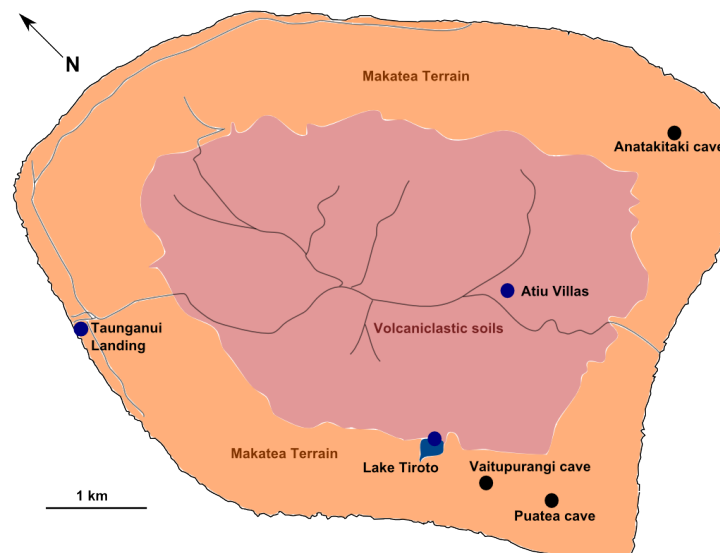 N
Makatea Terrain
Anatakitaki cave
Atiu Villas
Taunganui
Landing
Volcaniclastic soils
Makatea Terrain
Lake Tiroto
Vaitupurangi cave
Puatea cave
1 km